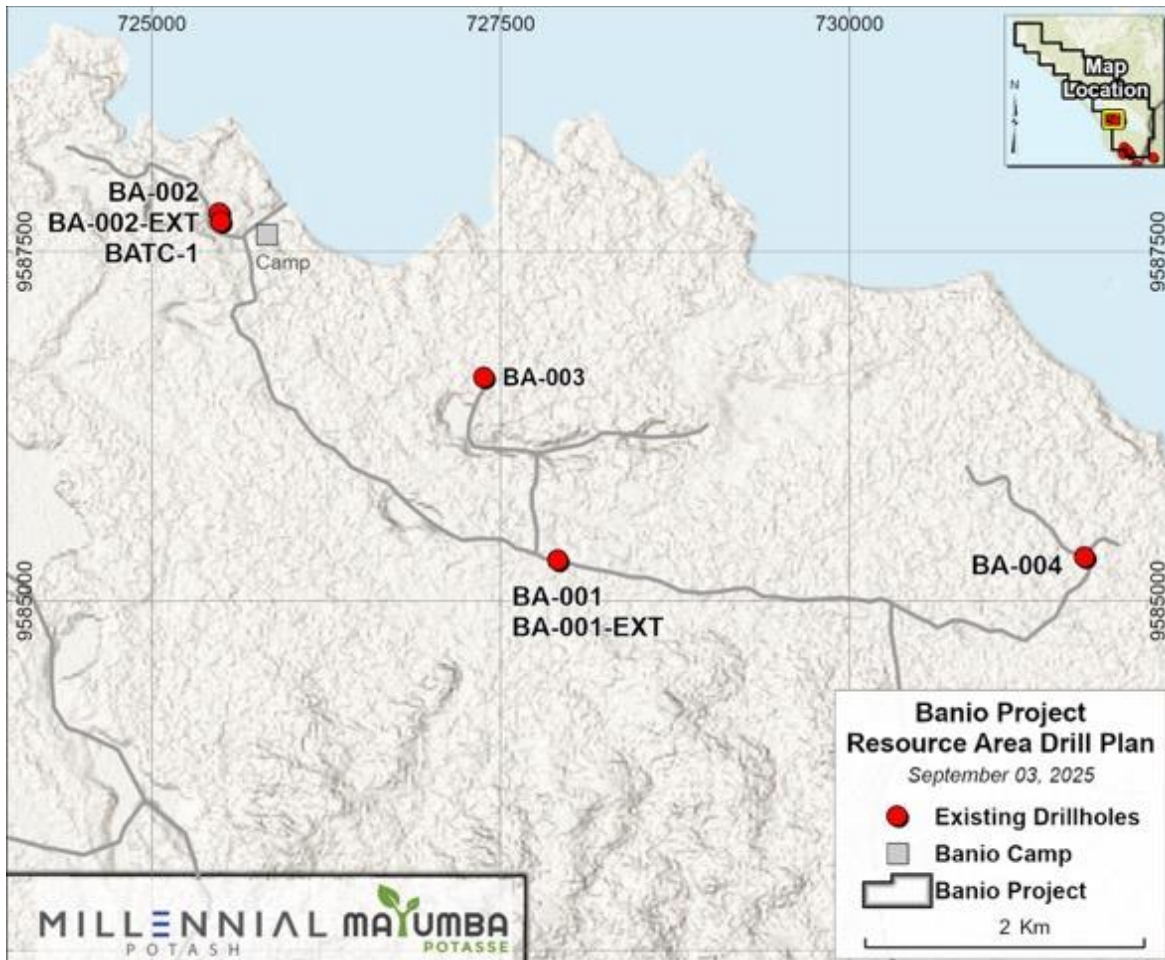 725000
727500
730000
Map
Location
N
BA-002
BA-002-EXT
BATC-1
Camp
9587500
9587500
BA-003
BA-001
BA-001-EXT
BA-004
9585000
9585000
Banio Project
Resource Area Drill Plan
September 03, 2025
Existing Drillholes
Banio Camp
Banio Project
2 Km
MILLENNIAL
POTASH
MAYUMBA
POTASSE